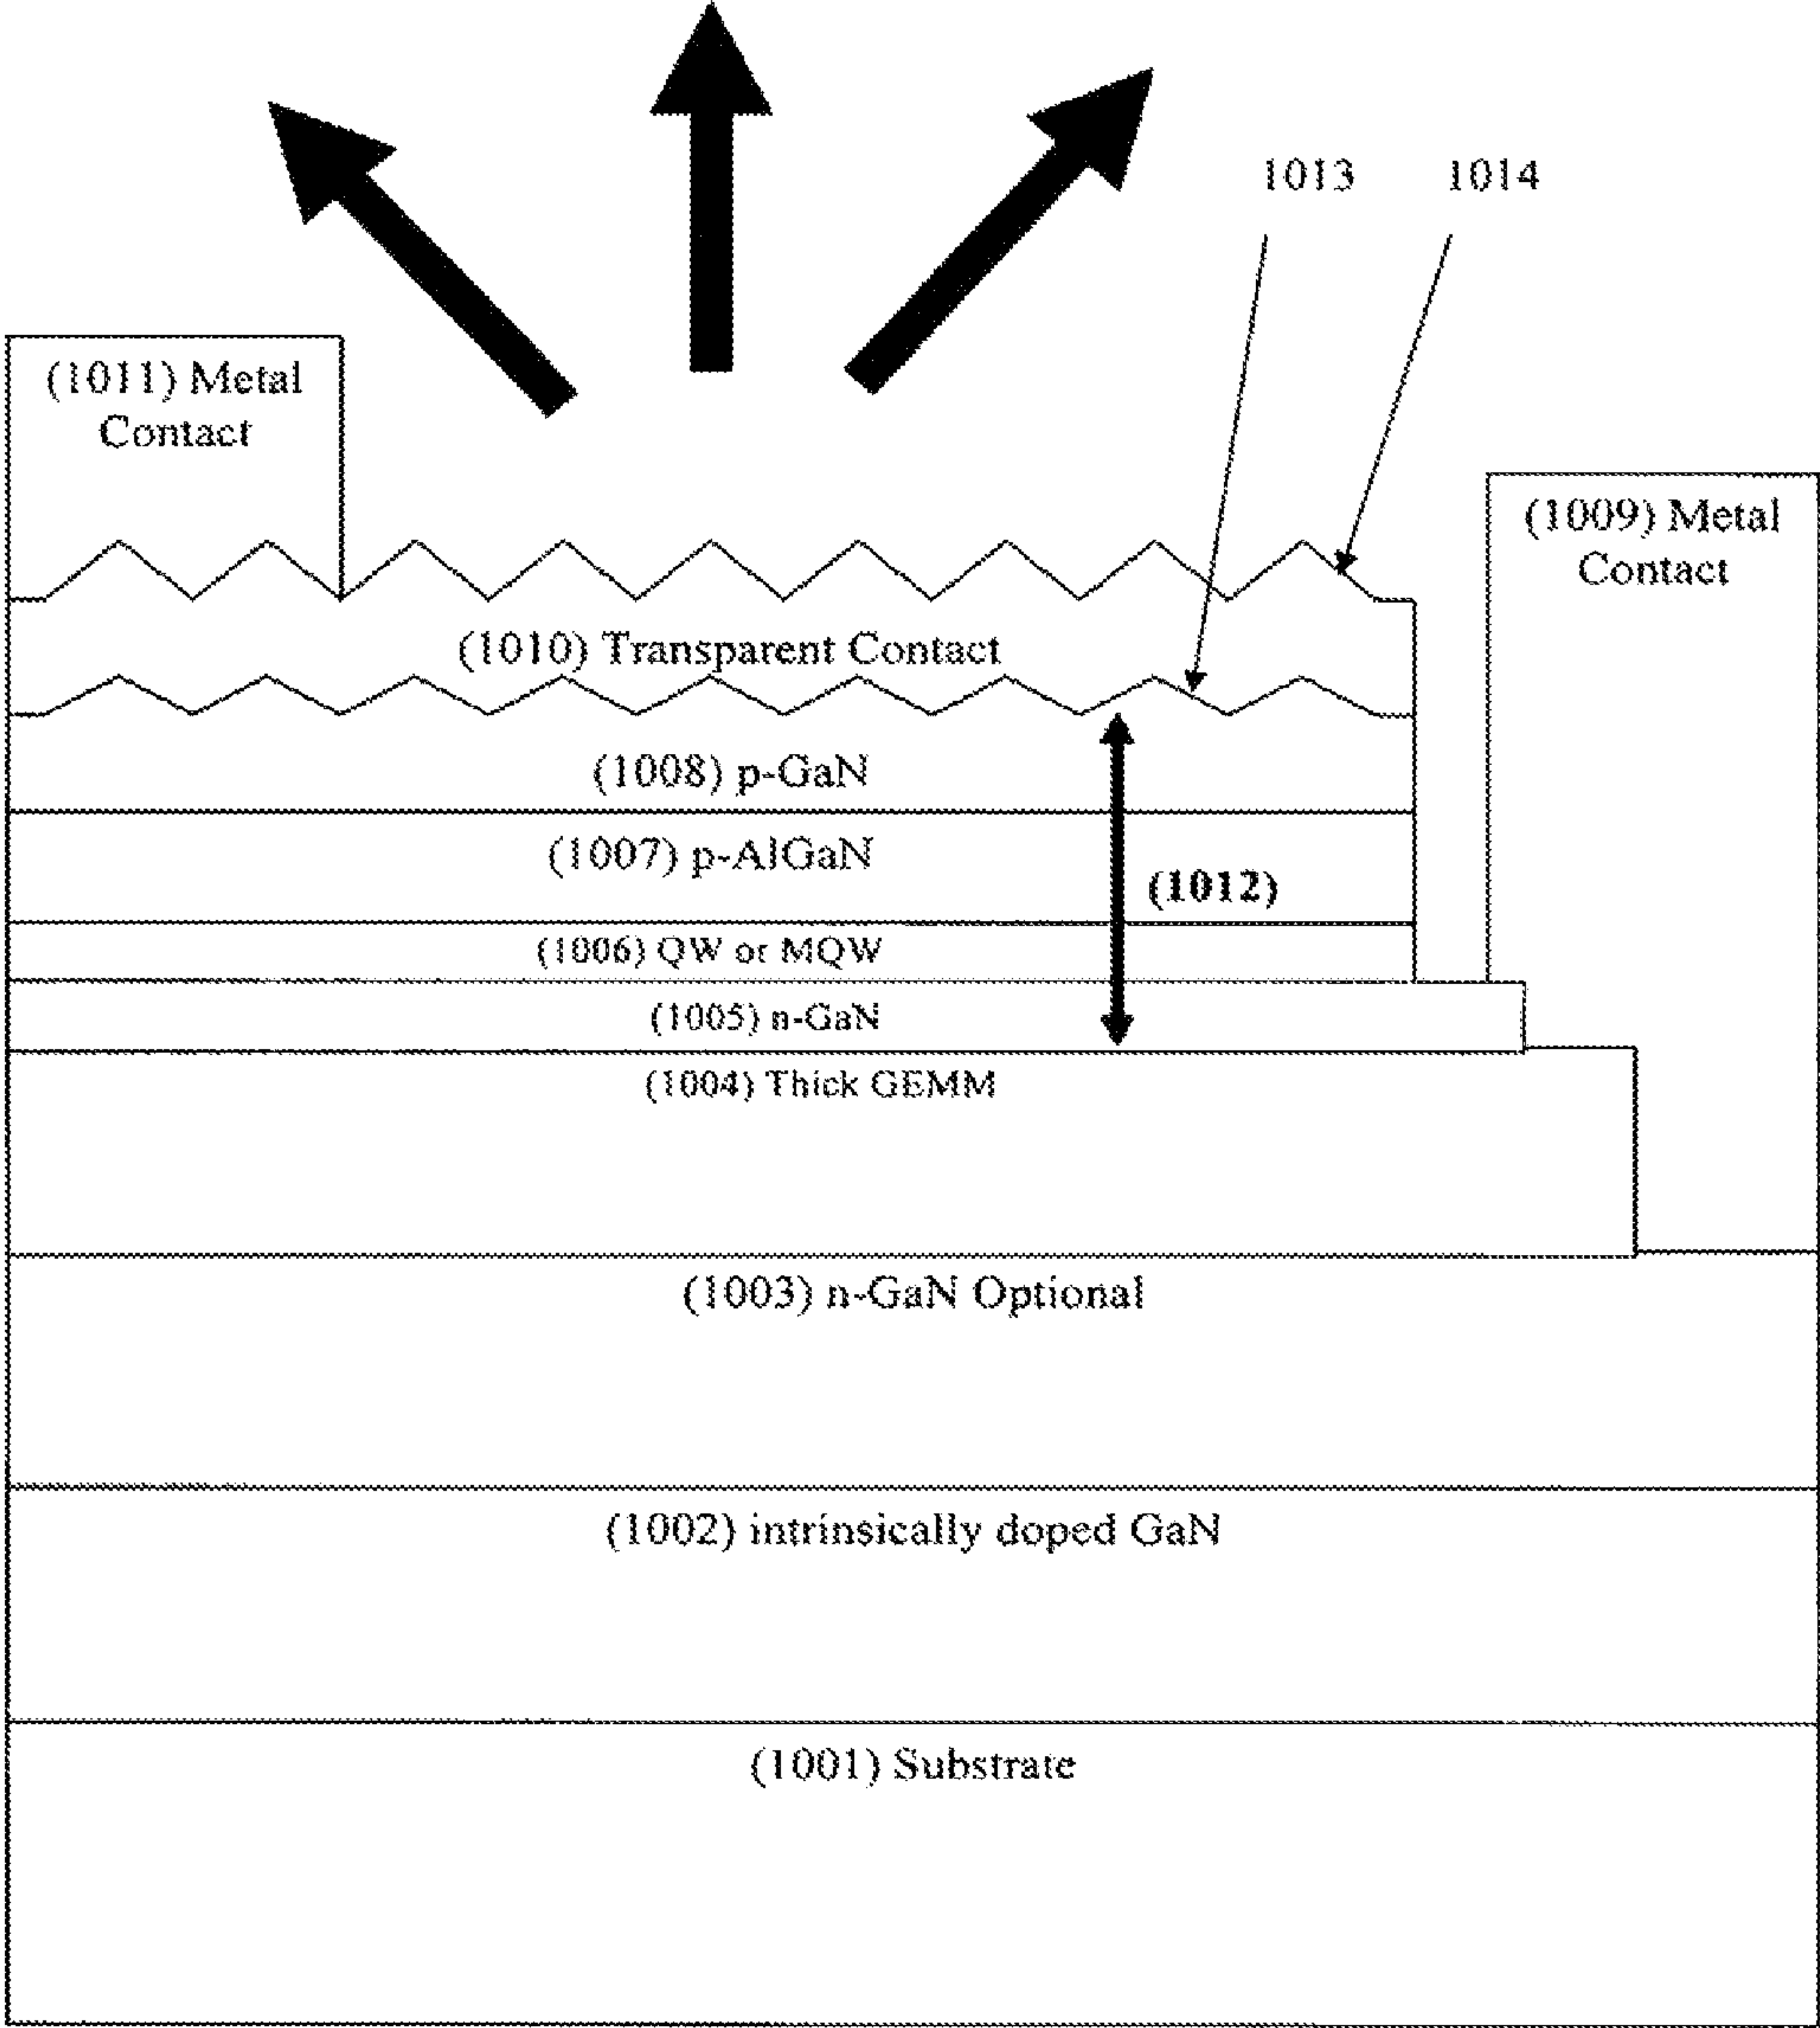 1013
1014
(1011) Metal
Contact
(1009) Metal
Contact
(1010) Transparent Contact
(1008) p-GaN
(1007) p-AlGaN
(1012)
(1006) QW or MQW
(1005) n-GaN
(1004) Thick GEMM
(1003) n-GaN Optional
(1002) intrinsically doped GaN
(1001) Substrate